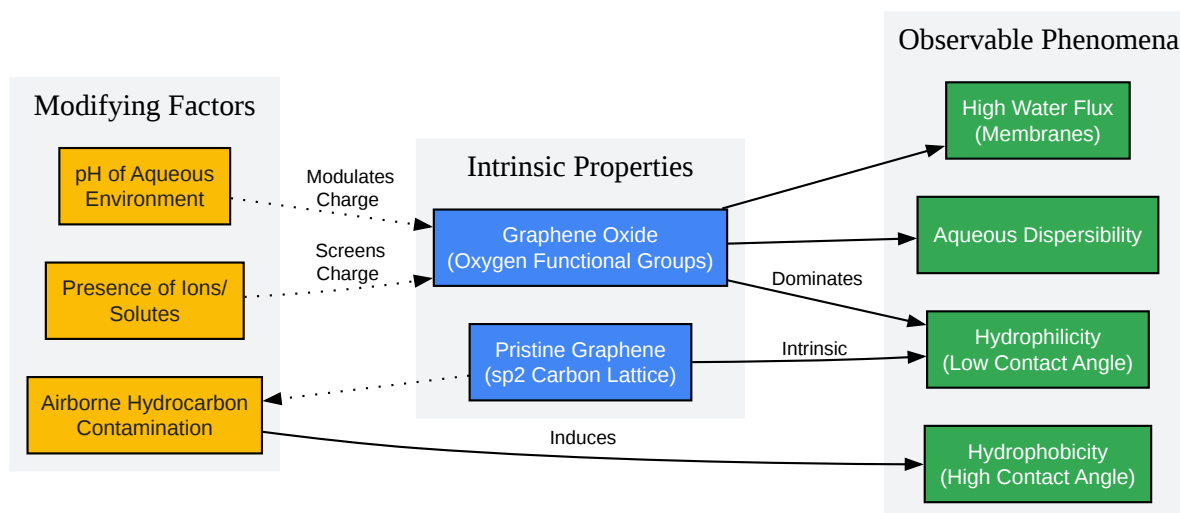 Modifying Factors
pH of Aqueous
Environment
Presence of Ions/
Solutes
Airborne Hydrocarbon
Contamination
Modulates
Charge
Screens
Charge
Intrinsic Properties
Graphene Oxide
(Oxygen Functional Groups)
Pristine Graphene
(sp2 Carbon Lattice)
Dominates
Intrinsic
Induces
Observable Phenomena
High Water Flux
(Membranes)
Aqueous Dispersibility
Hydrophilicity
(Low Contact Angle)
Hydrophobicity
(High Contact Angle)